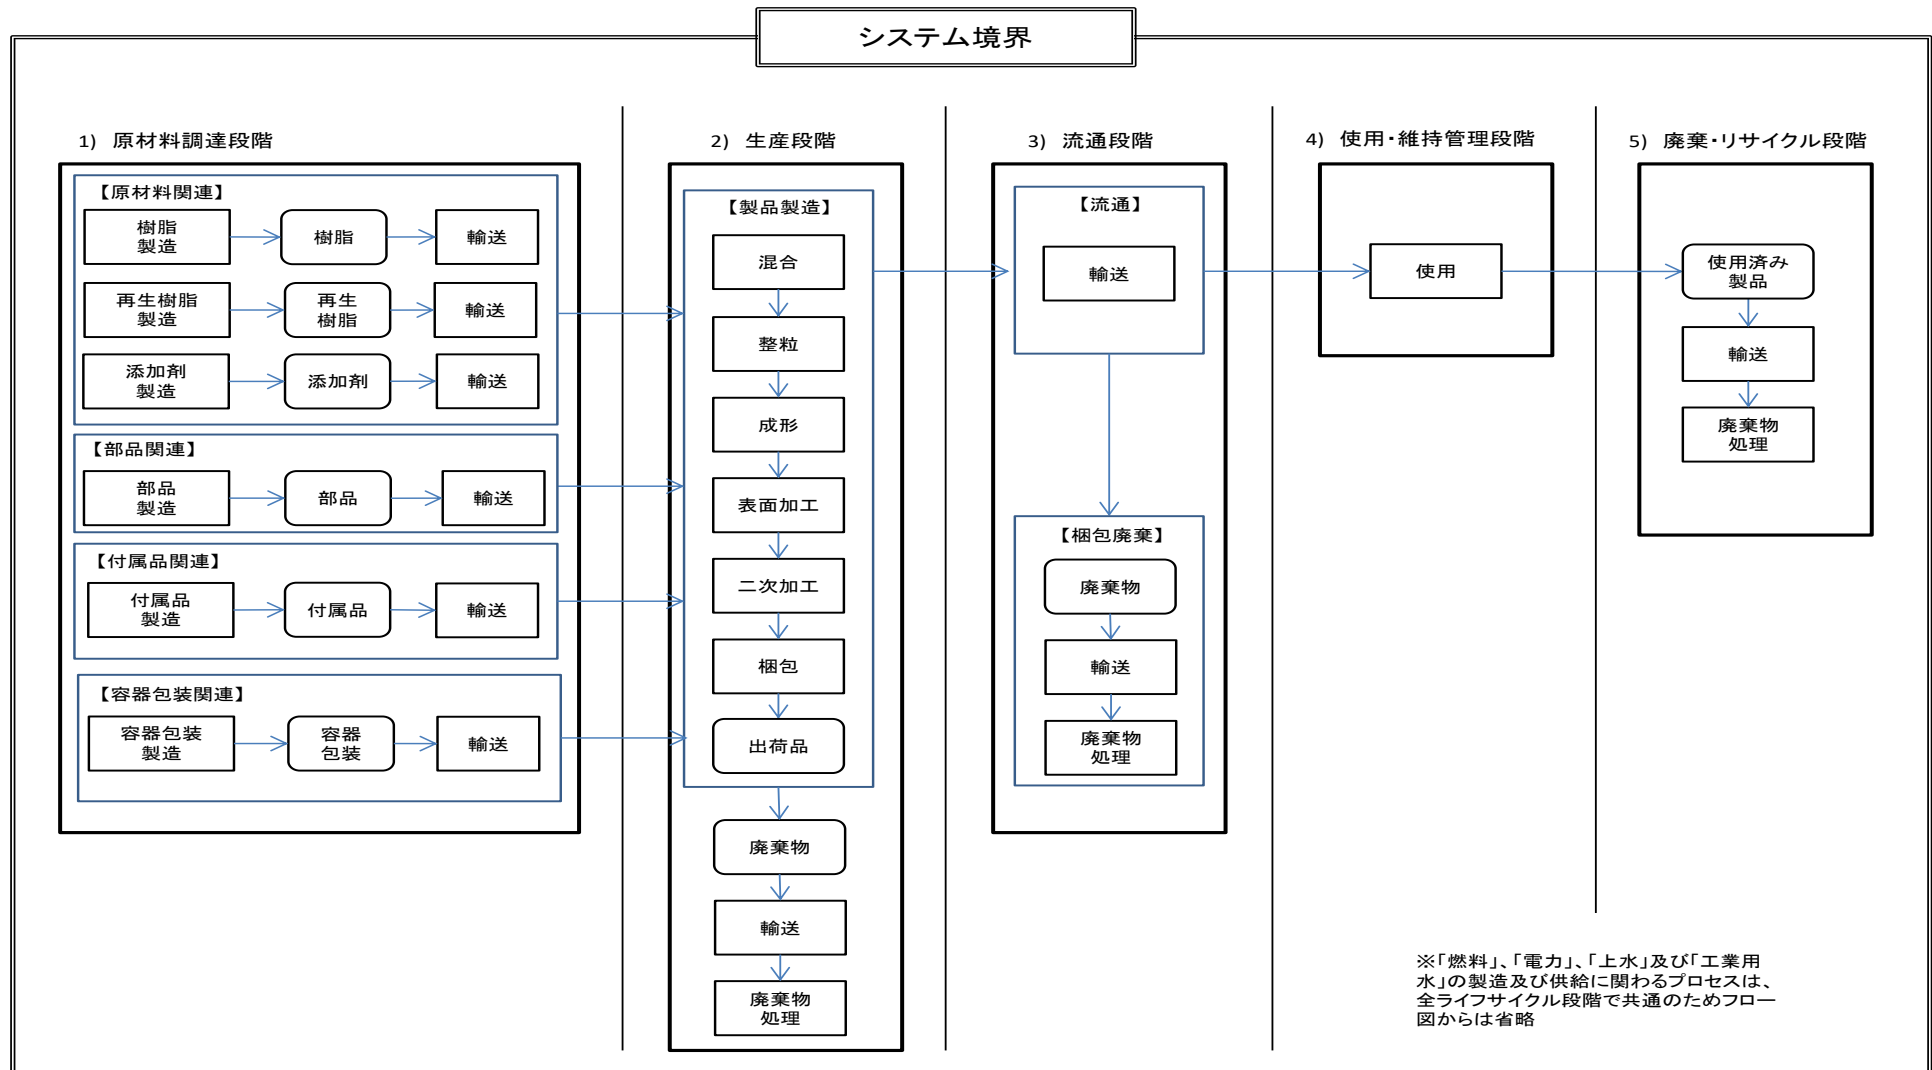 システム境界
1) 原材料調達段階
【原材料関連】
樹脂
製造
樹脂
輸送
再生樹脂
製造
再生
樹脂
輸送
添加剤
製造
添加剤
輸送
【部品関連】
部品
製造
部品
輸送
【付属品関連】
付属品
製造
付属品
輸送
【容器包装関連】
容器包装
製造
容器
包装
輸送
2) 生産段階
【製品製造】
混合
整粒
成形
表面加工
二次加工
梱包
出荷品
廃棄物
輸送
廃棄物
処理
3) 流通段階
【流通】
輸送
【梱包廃棄】
廃棄物
輸送
廃棄物
処理
4) 使用・維持管理段階
使用
5) 廃棄・リサイクル段階
使用済み
製品
輸送
廃棄物
処理
※「燃料」、「電力」、「上水」及び「工業用
水」の製造及び供給に関わるプロセスは、
全ライフサイクル段階で共通のためフロー
図からは省略